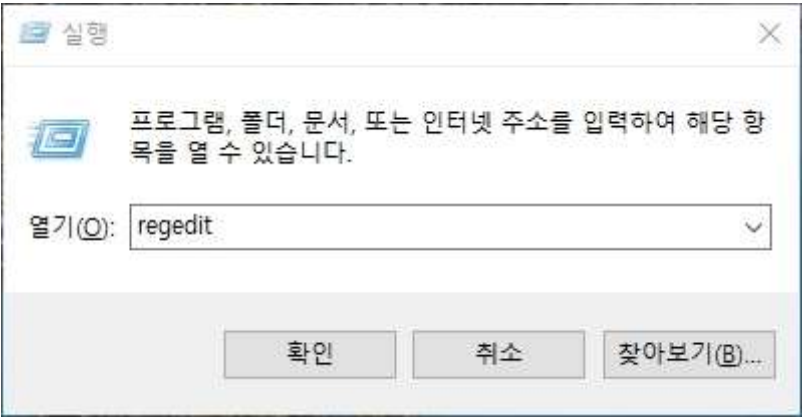 실행
프로그램, 폴더, 문서, 또는 인터넷 주소를 입력하여 해당 항
목을 열 수 있습니다.
열기(O): regedit
확인 취소 찾아보기(B)...